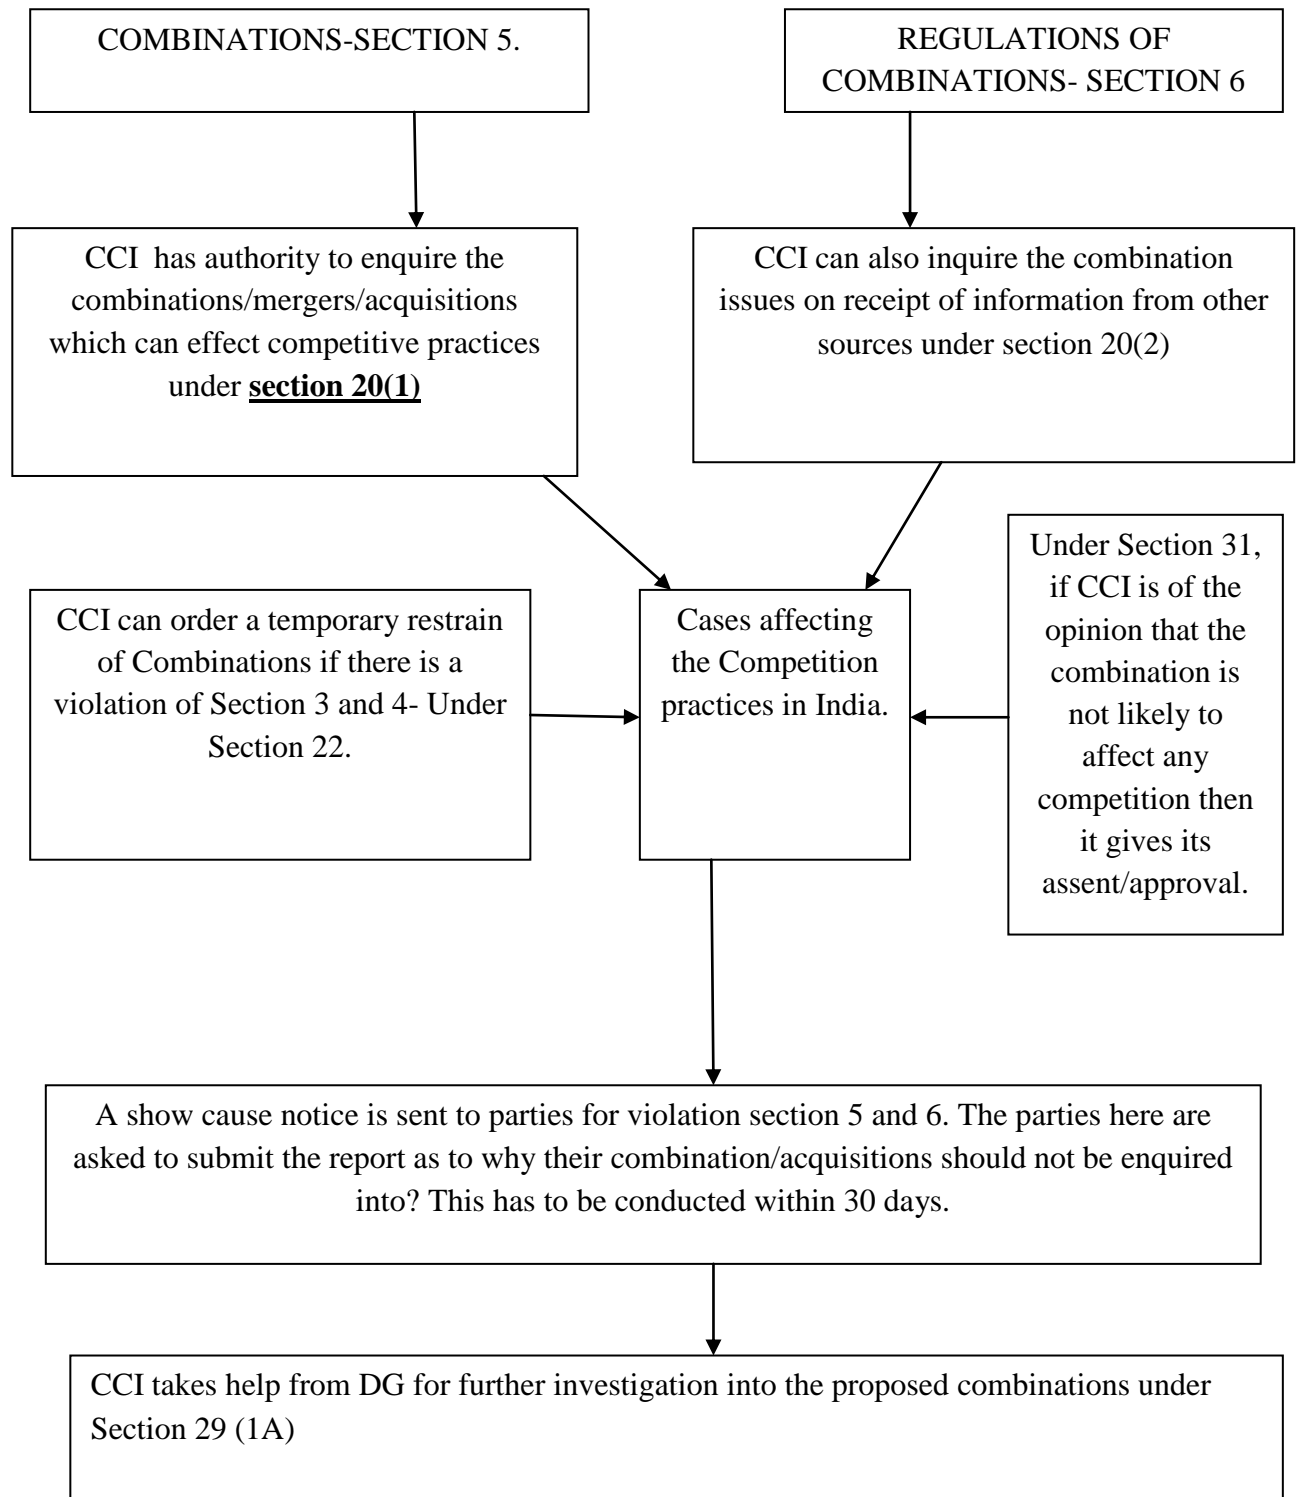 COMBINATIONS-SECTION 5.
REGULATIONS OF
COMBINATIONS- SECTION 6
CCI  has authority to enquire the
combinations/mergers/acquisitions
which can effect competitive practices
under section 20(1)
CCI can also inquire the combination
issues on receipt of information from other
sources under section 20(2)
CCI can order a temporary restrain
of Combinations if there is a
violation of Section 3 and 4- Under
Section 22.
Cases affecting
the Competition
practices in India.
Under Section 31,
if CCI is of the
opinion that the
combination is
not likely to
affect any
competition then
it gives its
assent/approval.
A show cause notice is sent to parties for violation section 5 and 6. The parties here are
asked to submit the report as to why their combination/acquisitions should not be enquired
into? This has to be conducted within 30 days.
CCI takes help from DG for further investigation into the proposed combinations under
Section 29 (1A)